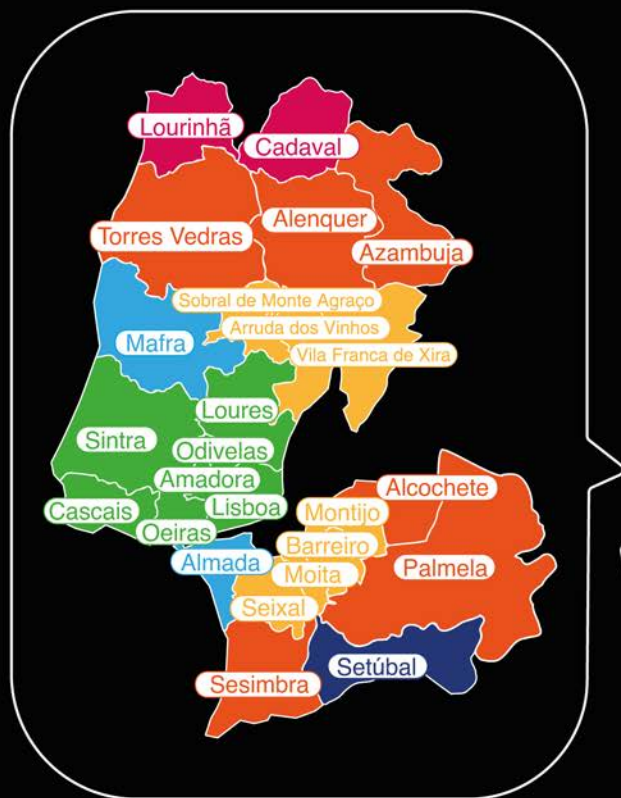 Lourinhã
Cadaval
Alenquer
Torres Vedras
Azambuja
Sobral de Monte Agraço
Arruda dos Vinhos
Mafra
Vila Franca de Xira
Loures
Sintra
Odivelas
Amadora
Alcochete
Cascais
Lisboa
Montijo
Oeiras
Barreiro
Almada
Moita
Palmela
Seixal
Setúbal
Sesimbra